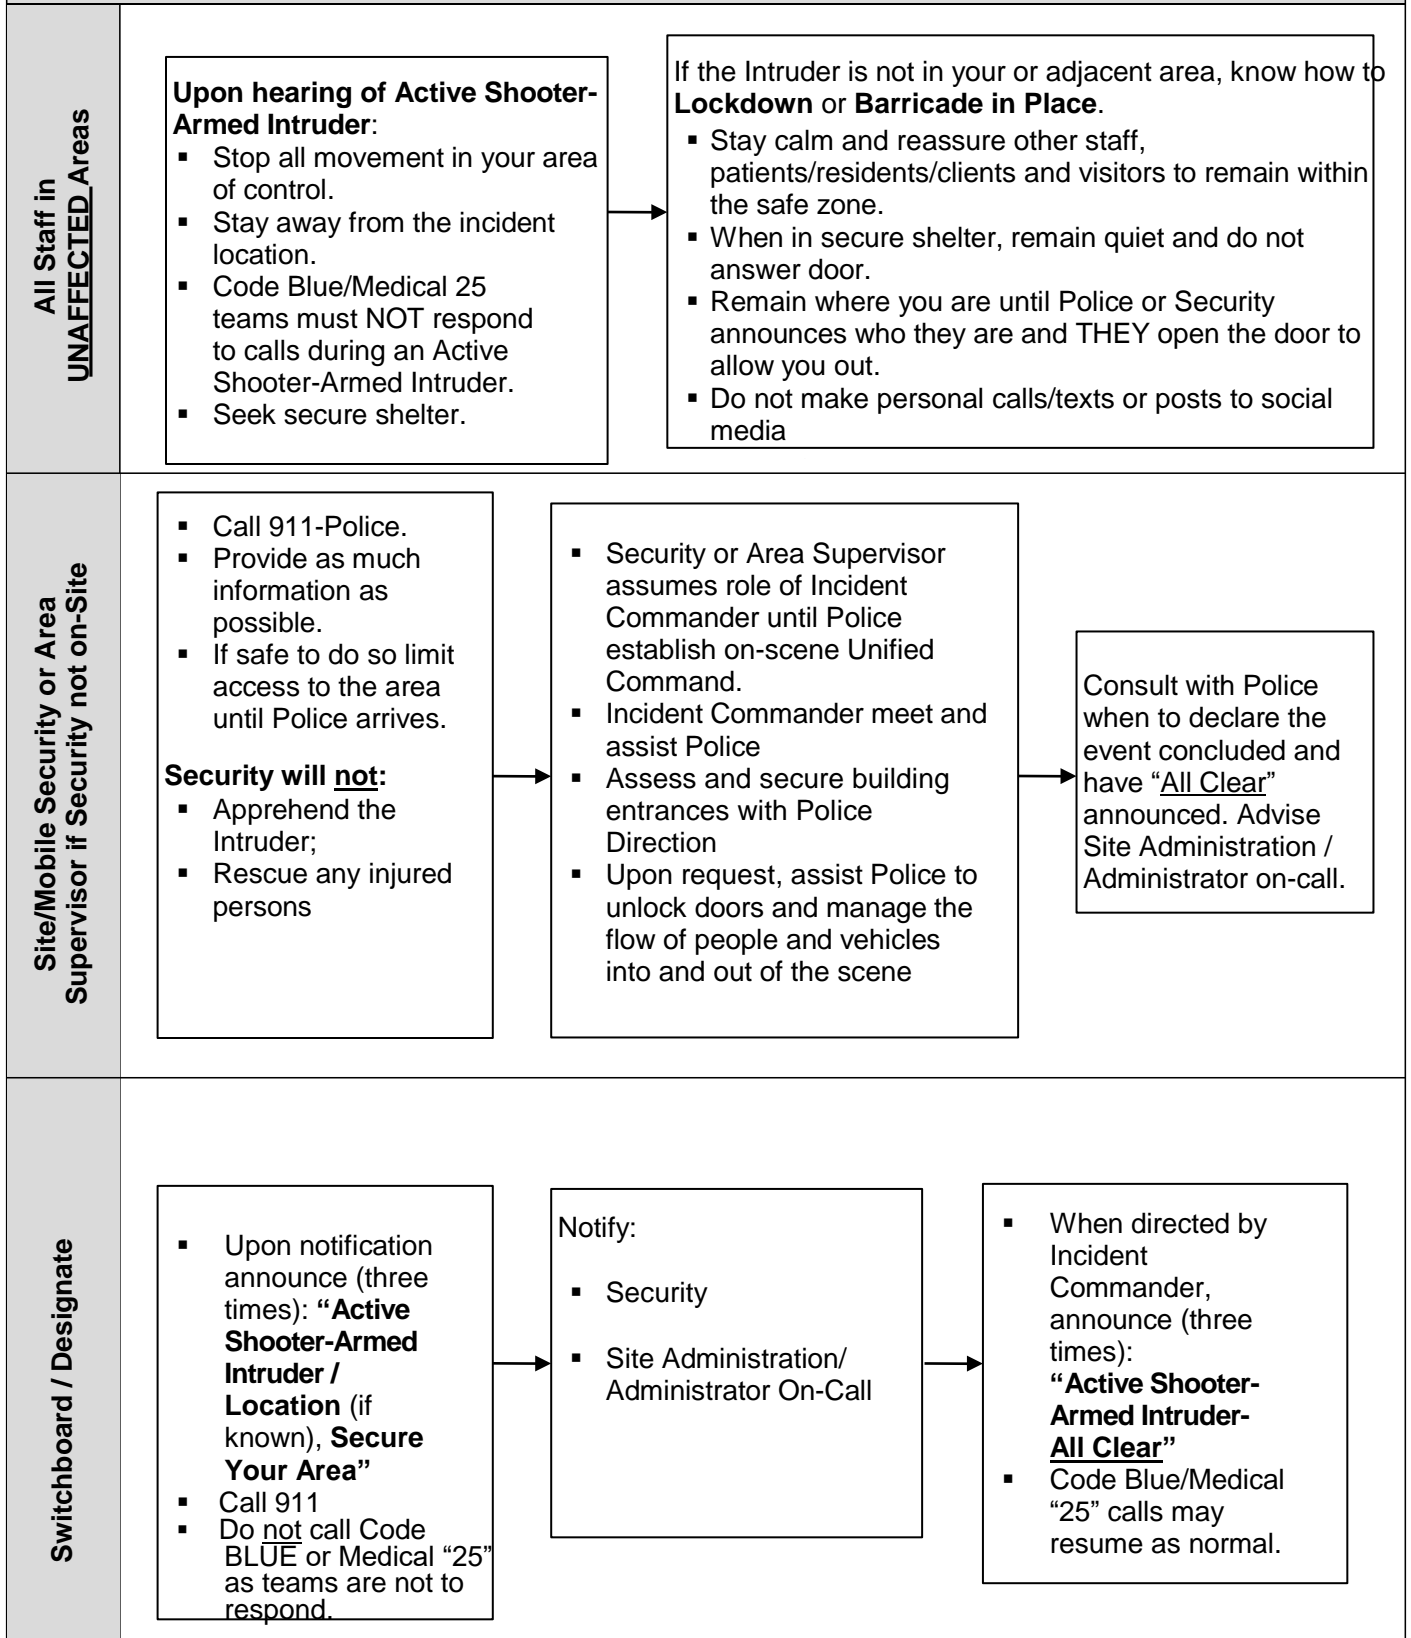 All Staff in
UNAFFECTED Areas
Upon hearing of Active Shooter-
Armed Intruder:
▪ Stop all movement in your area
of control.
▪ Stay away from the incident
location.
▪ Code Blue/Medical 25
teams must NOT respond
to calls during an Active
Shooter-Armed Intruder.
▪ Seek secure shelter.
If the Intruder is not in your or adjacent area, know how to
Lockdown or Barricade in Place.
▪ Stay calm and reassure other staff,
patients/residents/clients and visitors to remain within
the safe zone.
▪ When in secure shelter, remain quiet and do not
answer door.
▪ Remain where you are until Police or Security
announces who they are and THEY open the door to
allow you out.
▪ Do not make personal calls/texts or posts to social
media
Site/Mobile Security or Area
Supervisor if Security not on-Site
▪ Call 911-Police.
▪ Provide as much
information as
possible.
▪ If safe to do so limit
access to the area
until Police arrives.
Security will not:
▪ Apprehend the
Intruder;
▪ Rescue any injured
persons
▪ Security or Area Supervisor
assumes role of Incident
Commander until Police
establish on-scene Unified
Command.
▪ Incident Commander meet and
assist Police
▪ Assess and secure building
entrances with Police
Direction
▪ Upon request, assist Police to
unlock doors and manage the
flow of people and vehicles
into and out of the scene
Consult with Police
when to declare the
event concluded and
have “All Clear”
announced. Advise
Site Administration /
Administrator on-call.
Switchboard / Designate
▪ Upon notification
announce (three
times): “Active
Shooter-Armed
Intruder /
Location (if
known), Secure
Your Area”
▪ Call 911
▪ Do not call Code
BLUE or Medical “25”
as teams are not to
respond.
Notify:
▪ Security
▪ Site Administration/
Administrator On-Call
▪ When directed by
Incident
Commander,
announce (three
times):
“Active Shooter-
Armed Intruder-
All Clear”
▪ Code Blue/Medical
“25” calls may
resume as normal.